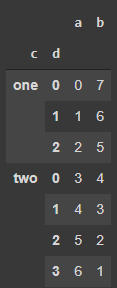 a b
c d
one 0 0 7
1 1 6
2 2 5
two 0 3 4
1 4 3
2 5 2
3 6 1